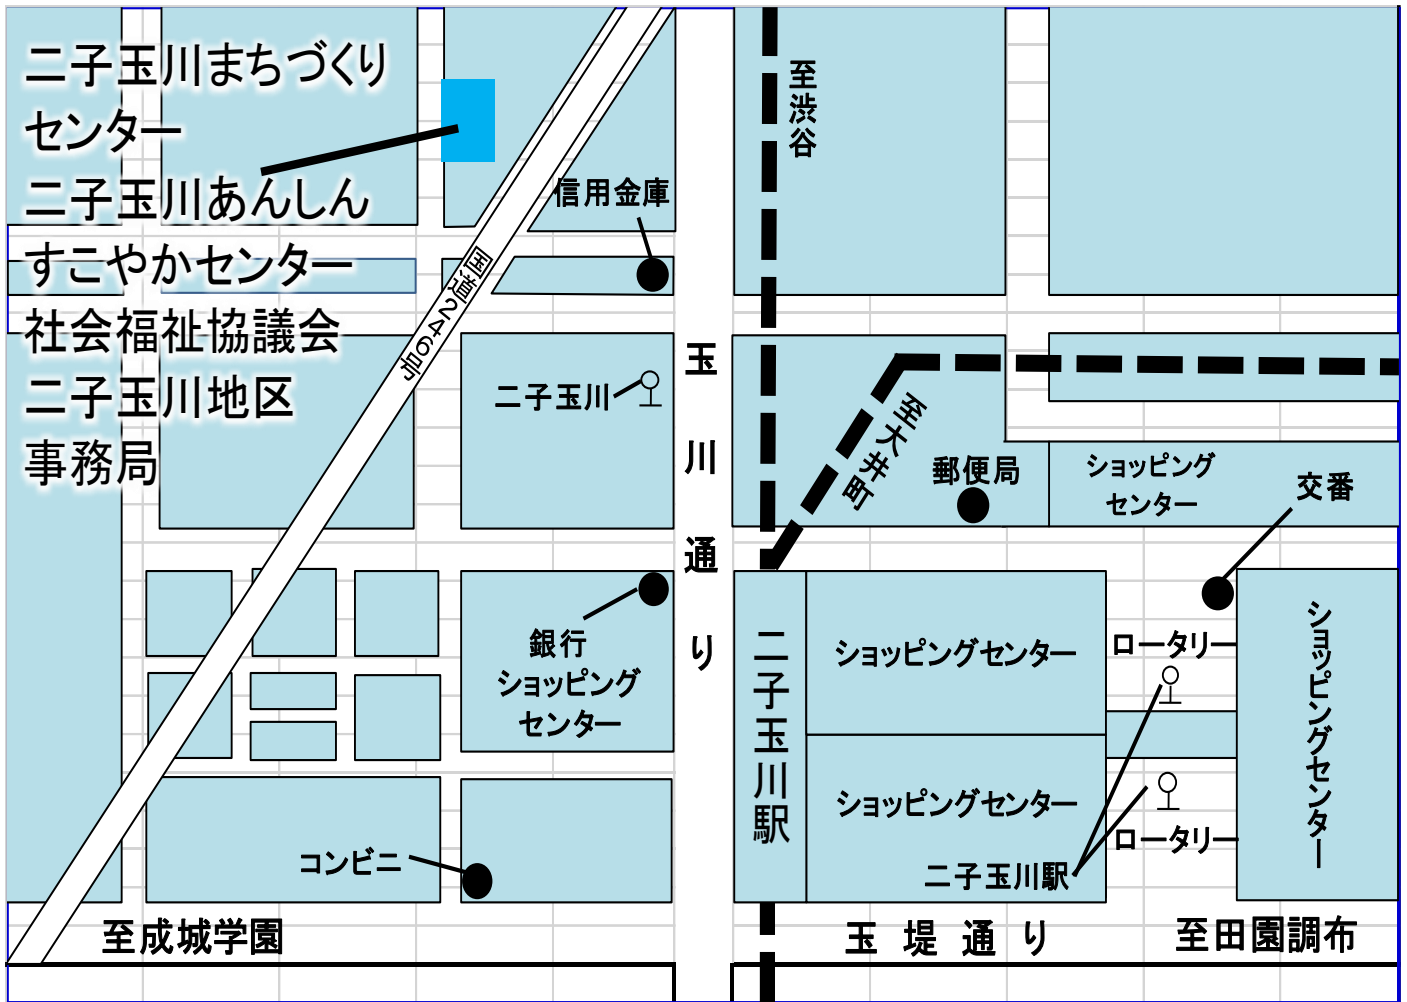 二子玉川まちづくり
センター
二子玉川あんしん
すこやかセンター
社会福祉協議会
二子玉川地区
事務局
至渋谷
信用金庫
国道246号
二子玉川
玉川通り
至大井町
郵便局
ショッピング
センター
交番
銀行
ショッピング
センター
二子玉川駅
ショッピングセンター
ロータリー
ショッピングセンター
ショッピングセンター
ロータリー
コンビニ
二子玉川駅
至成城学園
玉堤通り
至田園調布